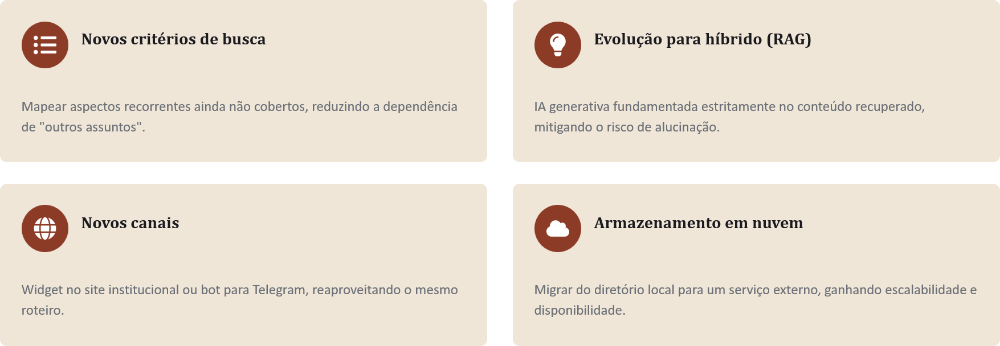 Novos critérios de busca
Mapear aspectos recorrentes ainda não cobertos, reduzindo a dependência
de "outros assuntos".
Evolução para híbrido (RAG)
IA generativa fundamentada estritamente no conteúdo recuperado,
mitigando o risco de alucinação.
Novos canais
Widget no site institucional ou bot para Telegram, reaproveitando o mesmo
roteiro.
Armazenamento em nuvem
Migrar do diretório local para um serviço externo, ganhando escalabilidade e
disponibilidade.